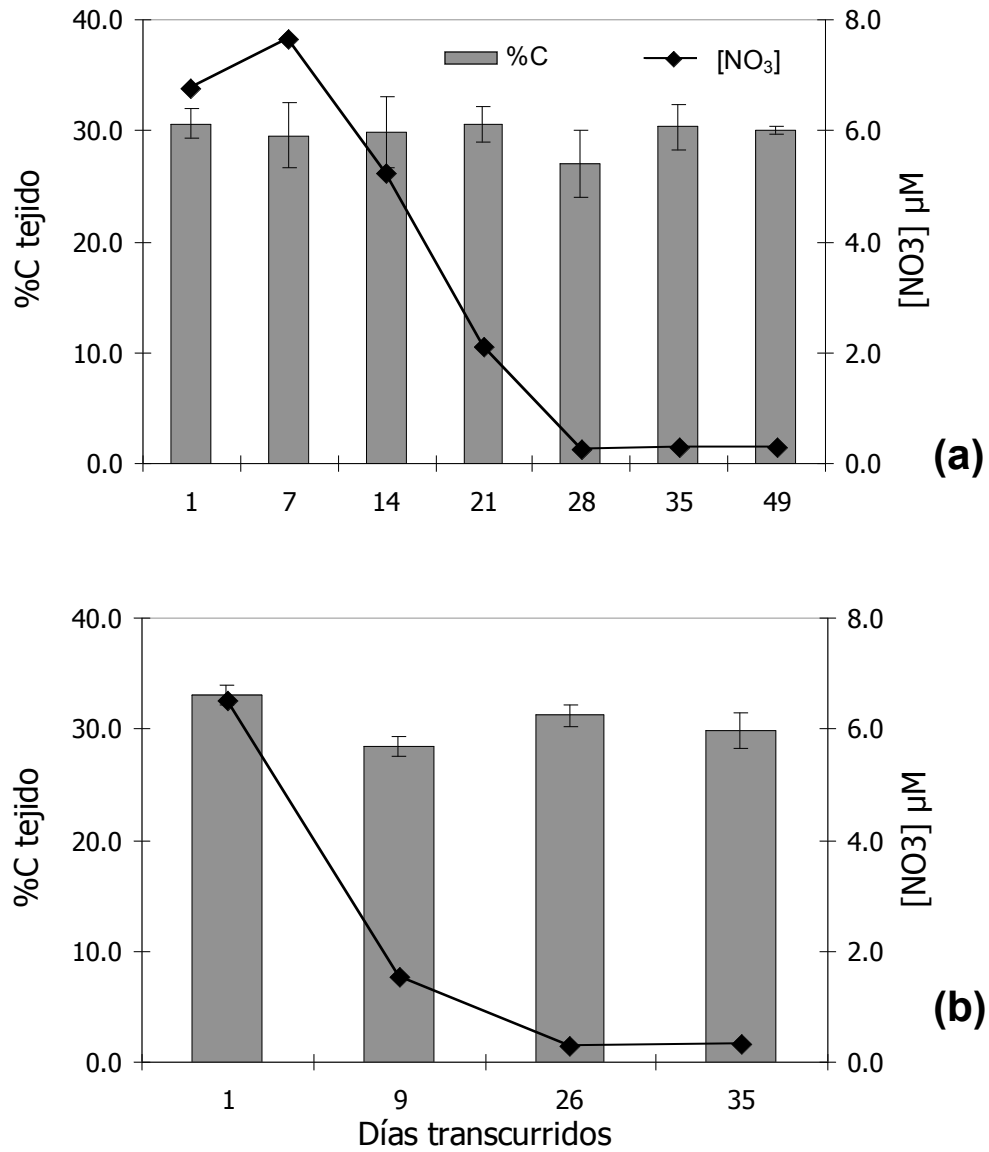 40.0
30.0
20.0
10.0
0.0
%C tejido
%C
[NO₃]
8.0
6.0
4.0
2.0
0.0
[NO3] µM
1 7 14 21 28 35 49
(a)
40.0
30.0
20.0
10.0
0.0
%C tejido
8.0
6.0
4.0
2.0
0.0
[NO3] µM
1 9 26 35
Días transcurridos
(b)